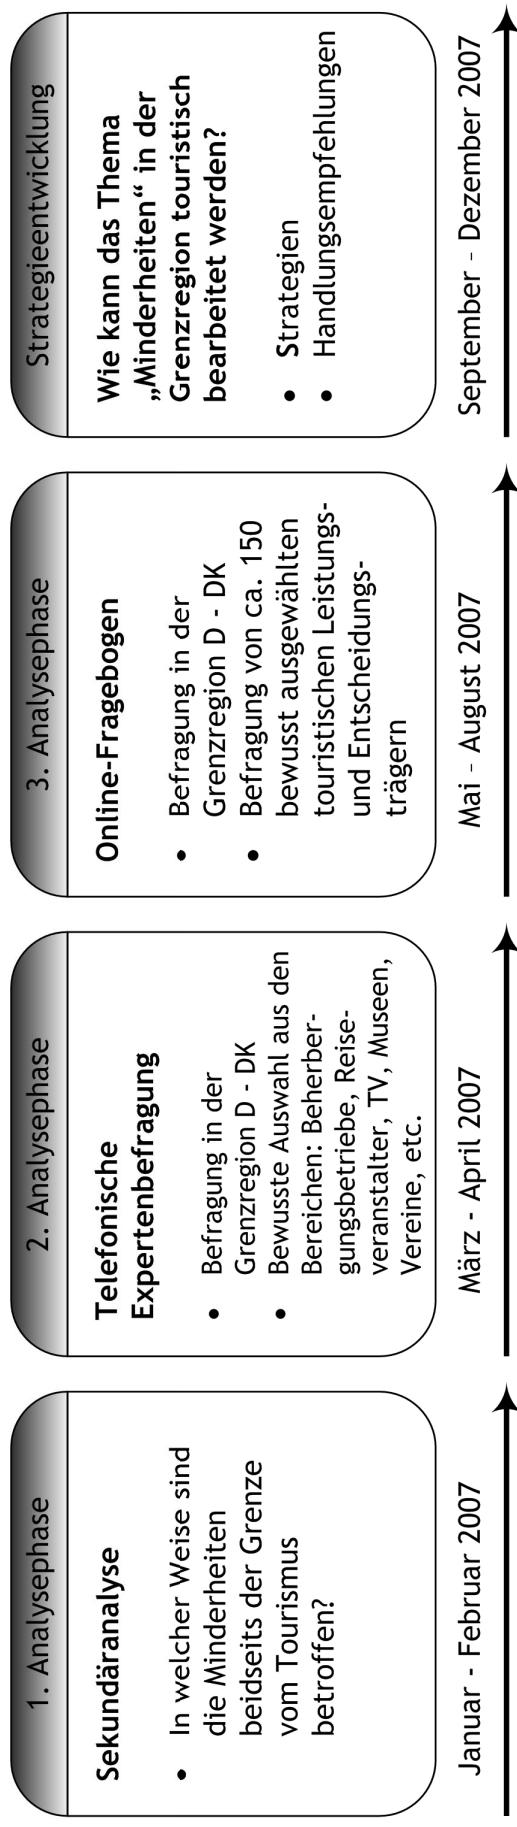 1. Analysephase
Sekundäranalyse
• In welcher Weise sind
die Minderheiten
beidseits der Grenze
vom Tourismus
betroffen?
Januar - Februar 2007
2. Analysephase
Telefonische
Expertenbefragung
• Befragung in der
Grenzregion D - DK
• Bewusste Auswahl aus den
Bereichen: Beherber-
gungsbetriebe, Reise-
veranstalter, TV, Museen,
Vereine, etc.
März - April 2007
3. Analysephase
Online-Fragebogen
• Befragung in der
Grenzregion D - DK
• Befragung von ca. 150
bewusst ausgewählten
touristischen Leistungs-
und Entscheidungs-
trägern
Mai - August 2007
Strategieentwicklung
Wie kann das Thema
„Minderheiten“ in der
Grenzregion touristisch
bearbeitet werden?
• Strategien
• Handlungsempfehlungen
September - Dezember 2007